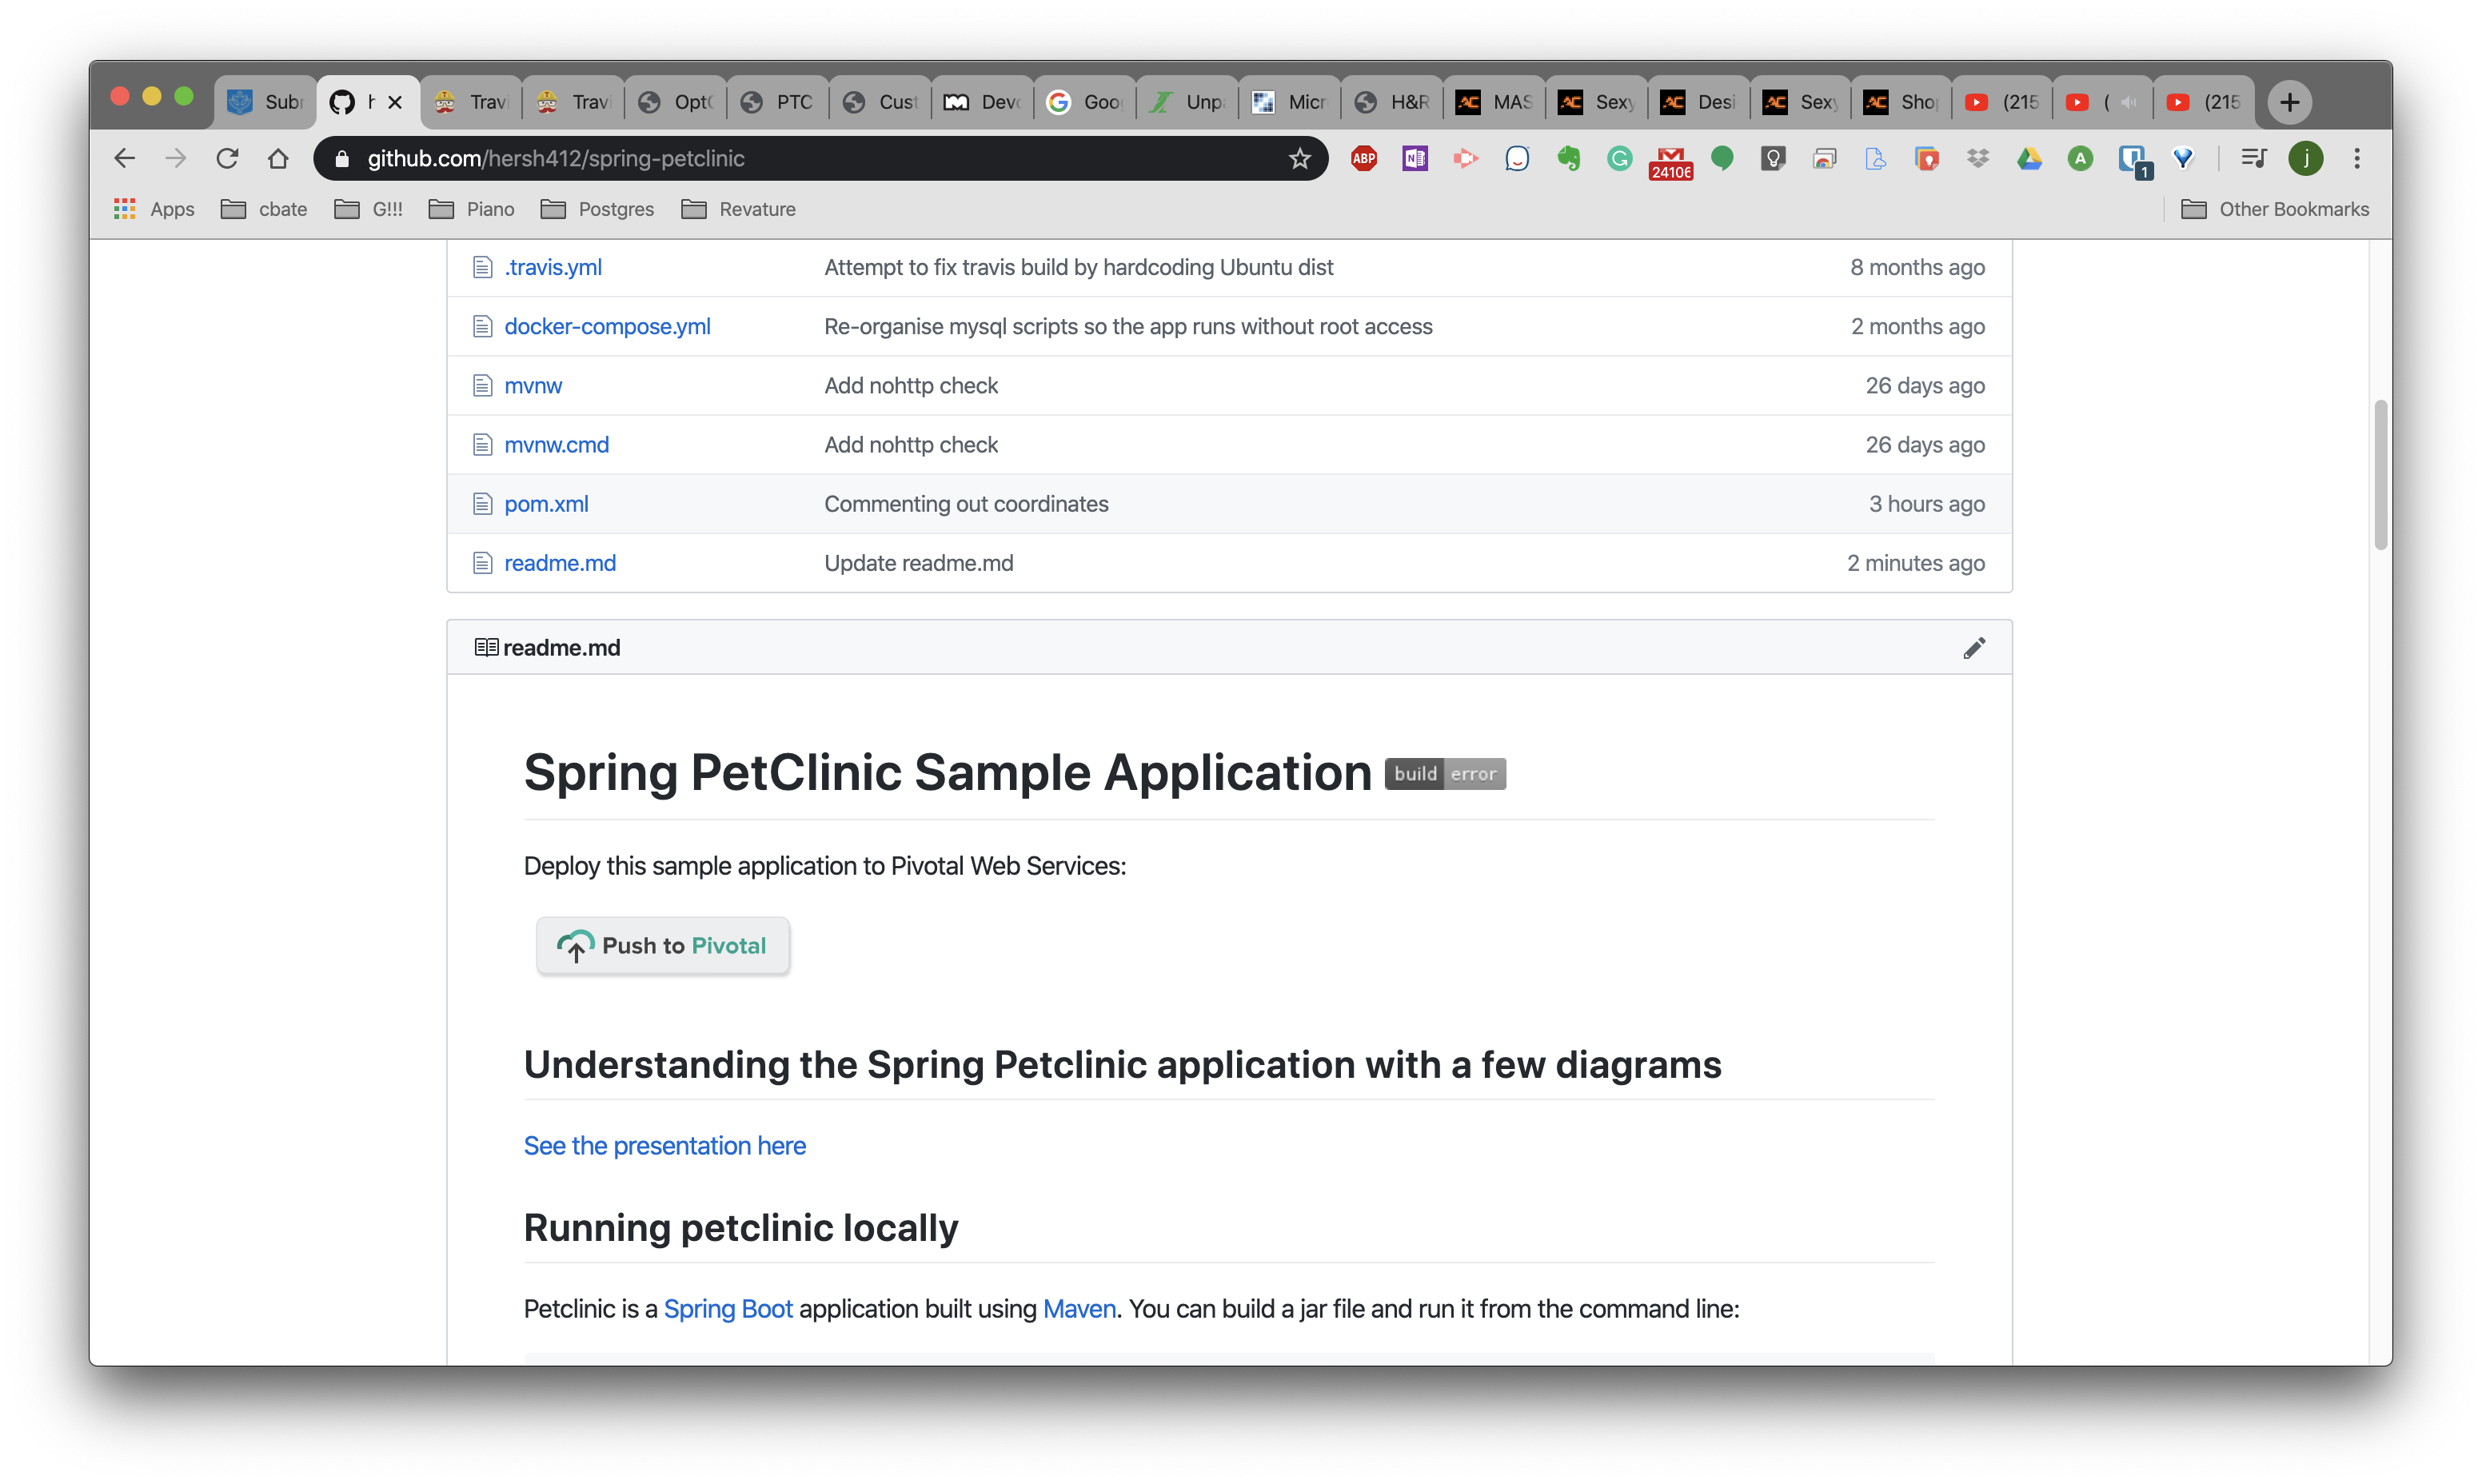 Subr h Travi Travi OptC PTC Cust Devo Goo Unpa Micr H&R MAS Sexy Desi Sexy Sho (215 ( (215
github.com/hersh412/spring-petclinic ABP N 24106 A 1 j
Apps cbate G!!! Piano Postgres Revature Other Bookmarks
.travis.yml Attempt to fix travis build by hardcoding Ubuntu dist 8 months ago
docker-compose.yml Re-organise mysql scripts so the app runs without root access 2 months ago
mvnw Add nohttp check 26 days ago
mvnw.cmd Add nohttp check 26 days ago
pom.xml Commenting out coordinates 3 hours ago
readme.md Update readme.md 2 minutes ago
readme.md
Spring PetClinic Sample Application build error
Deploy this sample application to Pivotal Web Services:
Push to Pivotal
Understanding the Spring Petclinic application with a few diagrams
See the presentation here
Running petclinic locally
Petclinic is a Spring Boot application built using Maven. You can build a jar file and run it from the command line: